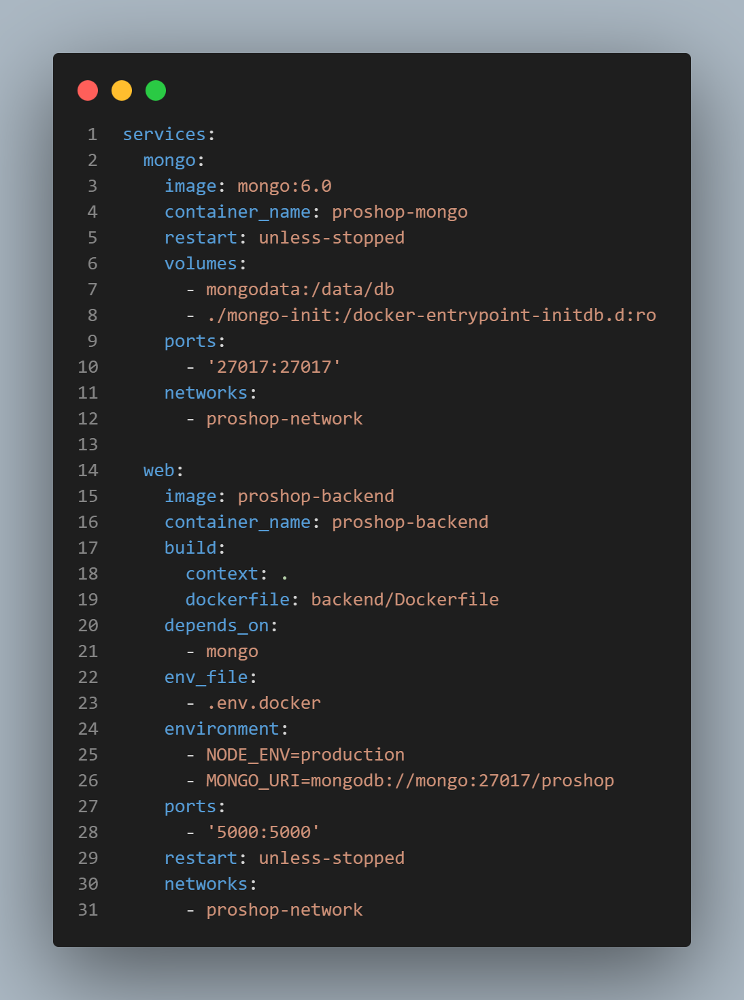 1 services:
2   mongo:
3     image: mongo:6.0
4     container_name: proshop-mongo
5     restart: unless-stopped
6     volumes:
7       - mongodata:/data/db
8       - ./mongo-init:/docker-entrypoint-initdb.d:ro
9     ports:
10       - '27017:27017'
11     networks:
12       - proshop-network
13
14   web:
15     image: proshop-backend
16     container_name: proshop-backend
17     build:
18       context: .
19       dockerfile: backend/Dockerfile
20     depends_on:
21       - mongo
22     env_file:
23       - .env.docker
24     environment:
25       - NODE_ENV=production
26       - MONGO_URI=mongodb://mongo:27017/proshop
27     ports:
28       - '5000:5000'
29     restart: unless-stopped
30     networks:
31       - proshop-network